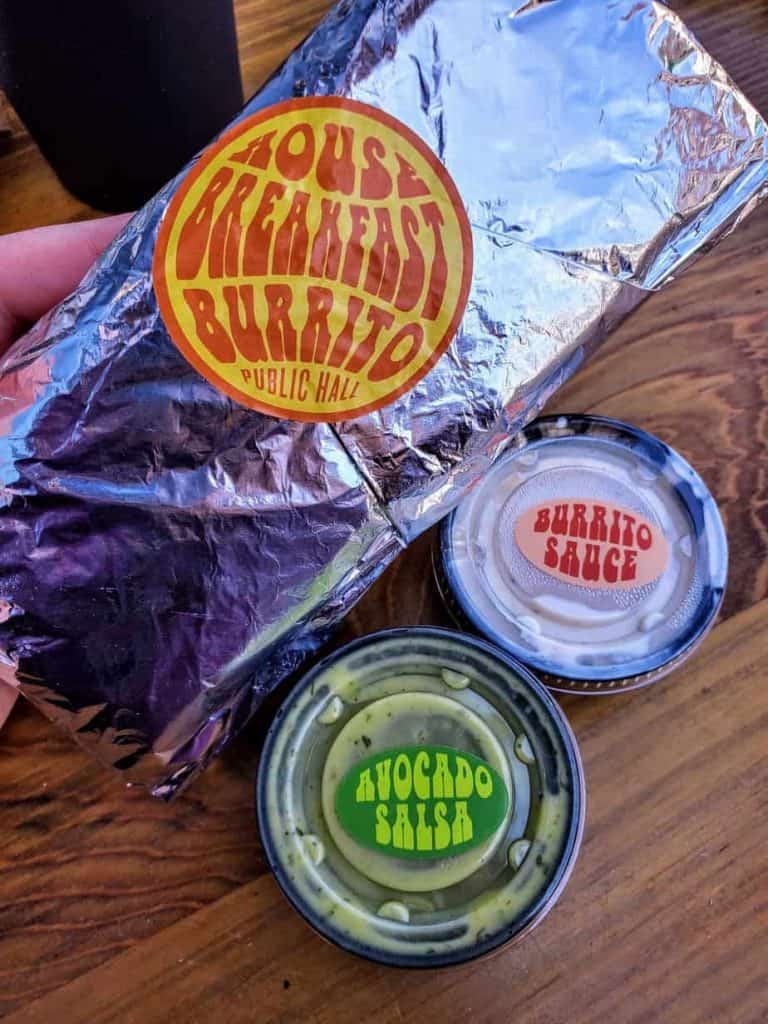 HOUSE
BREAKFAST
BURRITO
PUBLIC HALL
BURRITO
SAUCE
AVOCADO
SALSA